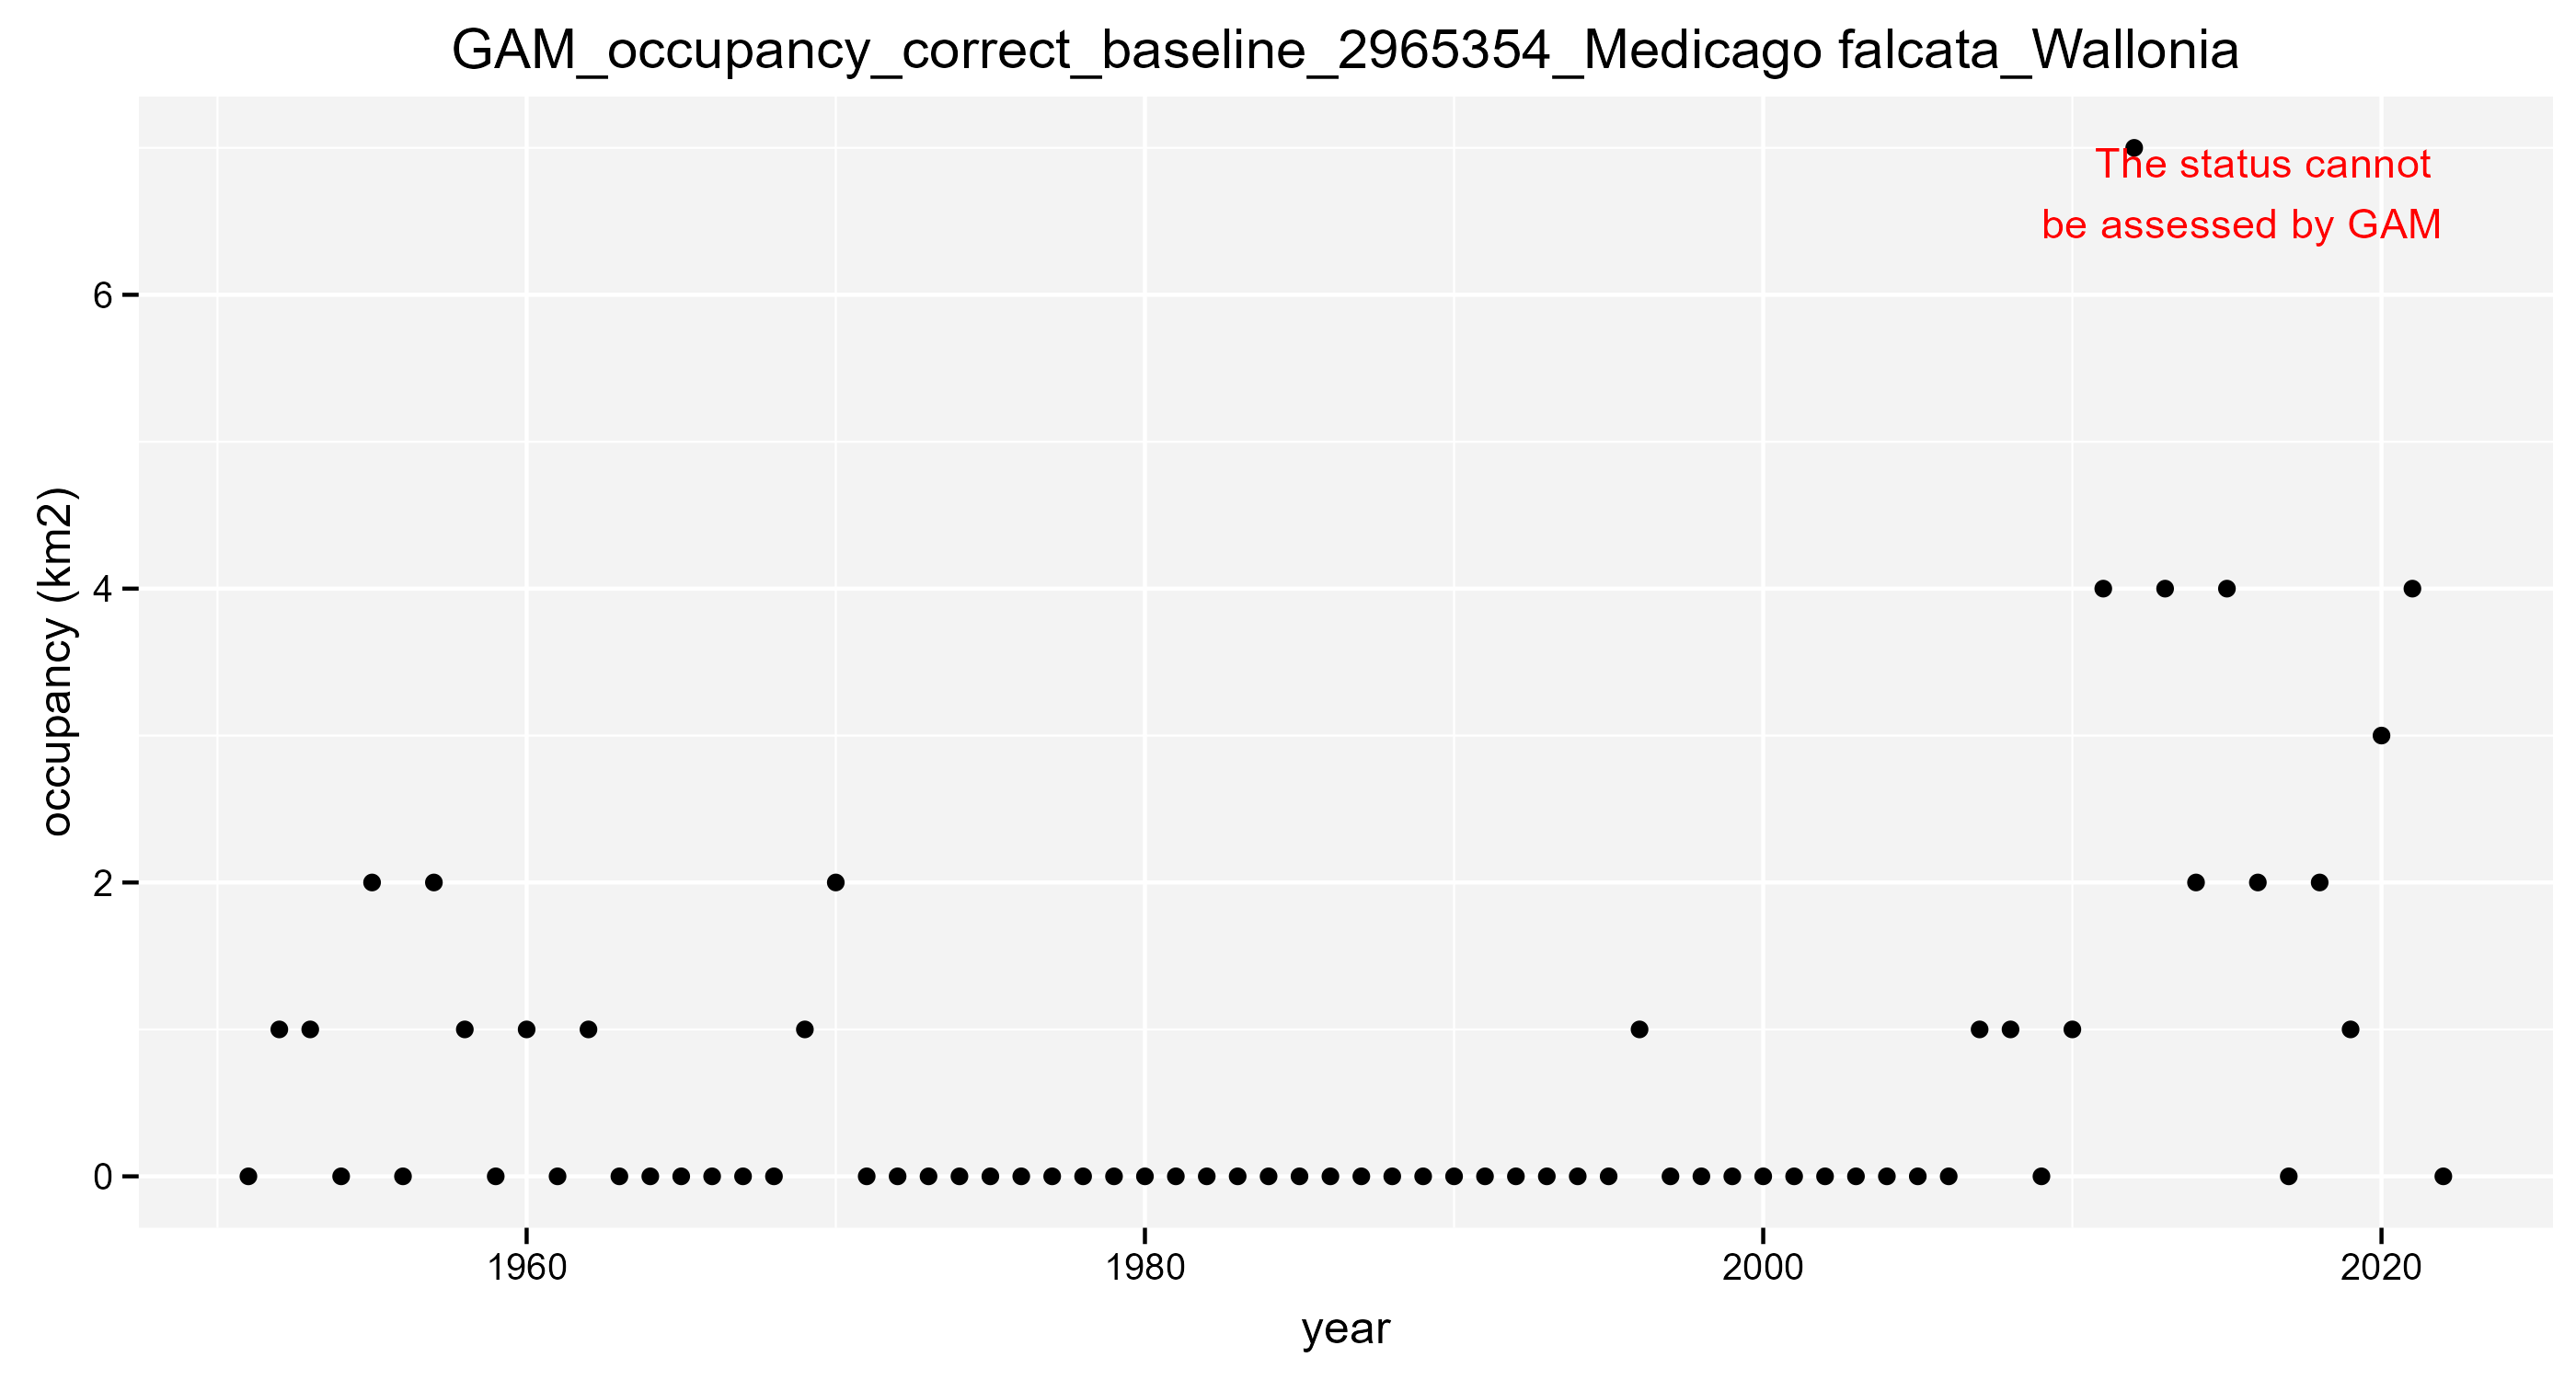 GAM_occupancy_correct_baseline_2965354_Medicago falcata_Wallonia
The status cannot
be assessed by GAM
occupancy (km2)
6
4
2
0
1960
1980
2000
2020
year